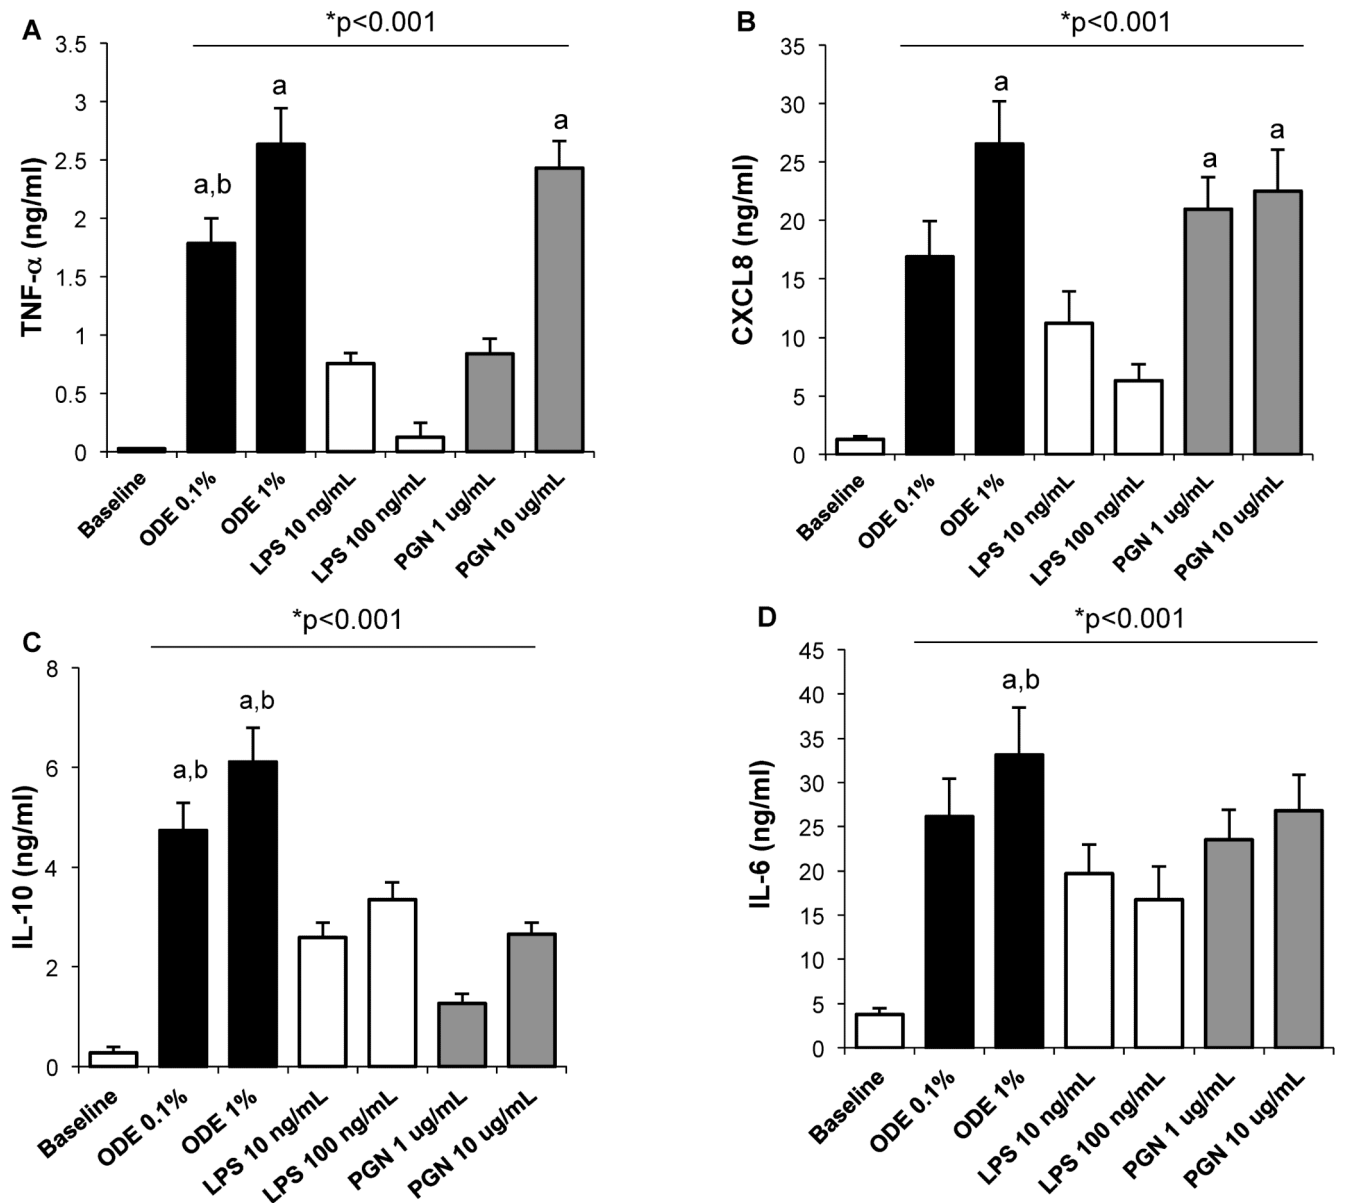 A
*p<0.001
3.5
3
2.5
2
1.5
1
0.5
0
TNF-α (ng/ml)
a,b
a
a
Baseline
ODE 0.1%
ODE 1%
LPS 10 ng/mL
LPS 100 ng/mL
PGN 1 ug/mL
PGN 10 ug/mL
B
*p<0.001
35
30
25
20
15
10
5
0
CXCL8 (ng/ml)
a
a
a
Baseline
ODE 0.1%
ODE 1%
LPS 10 ng/mL
LPS 100 ng/mL
PGN 1 ug/mL
PGN 10 ug/mL
C
*p<0.001
8
6
4
2
0
IL-10 (ng/ml)
a,b
a,b
Baseline
ODE 0.1%
ODE 1%
LPS 10 ng/mL
LPS 100 ng/mL
PGN 1 ug/mL
PGN 10 ug/mL
D
*p<0.001
45
40
35
30
25
20
15
10
5
0
IL-6 (ng/ml)
a,b
Baseline
ODE 0.1%
ODE 1%
LPS 10 ng/mL
LPS 100 ng/mL
PGN 1 ug/mL
PGN 10 ug/mL